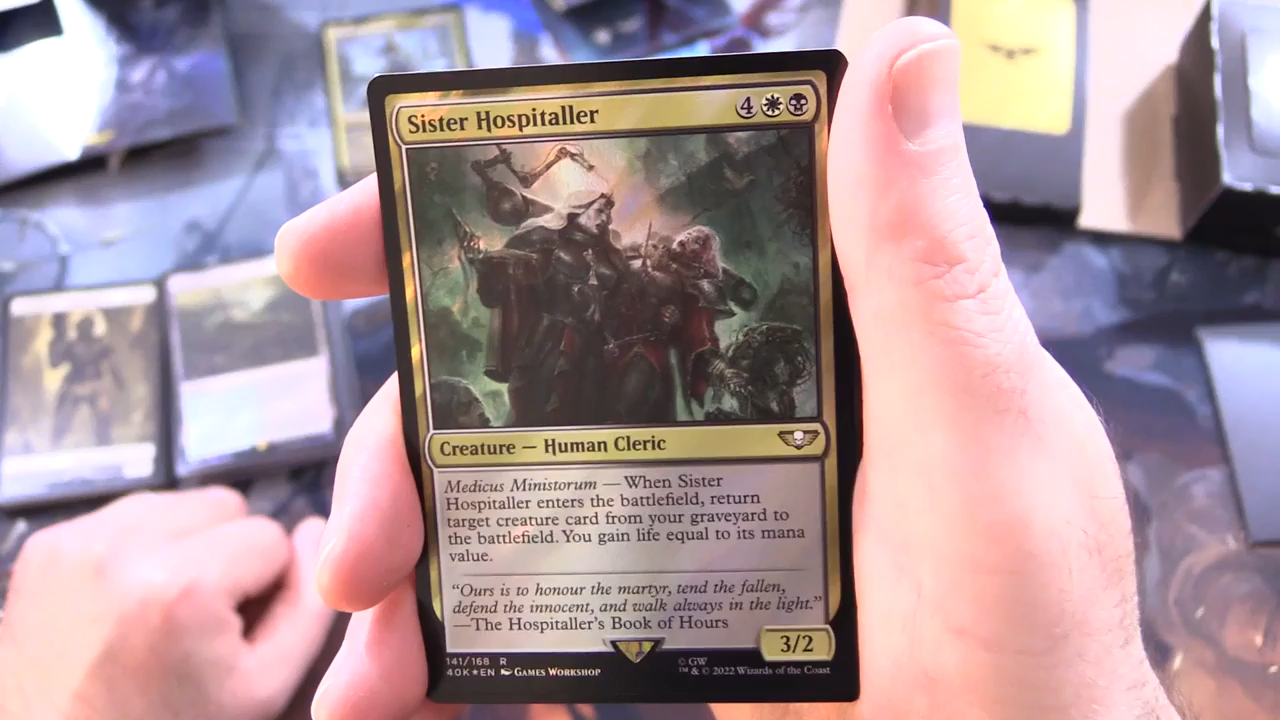 Sister Hospitaller 4
Creature — Human Cleric
Medicus Ministorum — When Sister
Hospitaller enters the battlefield, return
target creature card from your graveyard to
the battlefield. You gain life equal to its mana
value.
“Ours is to honour the martyr, tend the fallen,
defend the innocent, and walk always in the light.”
—The Hospitaller's Book of Hours
3/2
141/168 R
40K★EN GAMES WORKSHOP
© GW
™ & © 2022 Wizards of the Coast